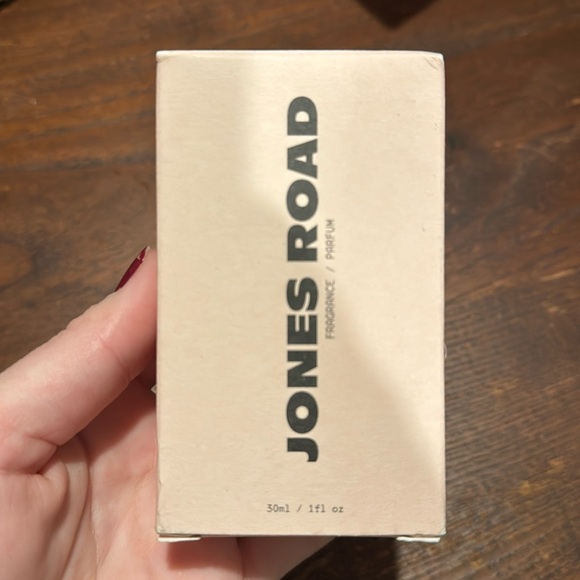 JONES ROAD
FRAGRANCE / PARFUM
30ml / 1fl oz